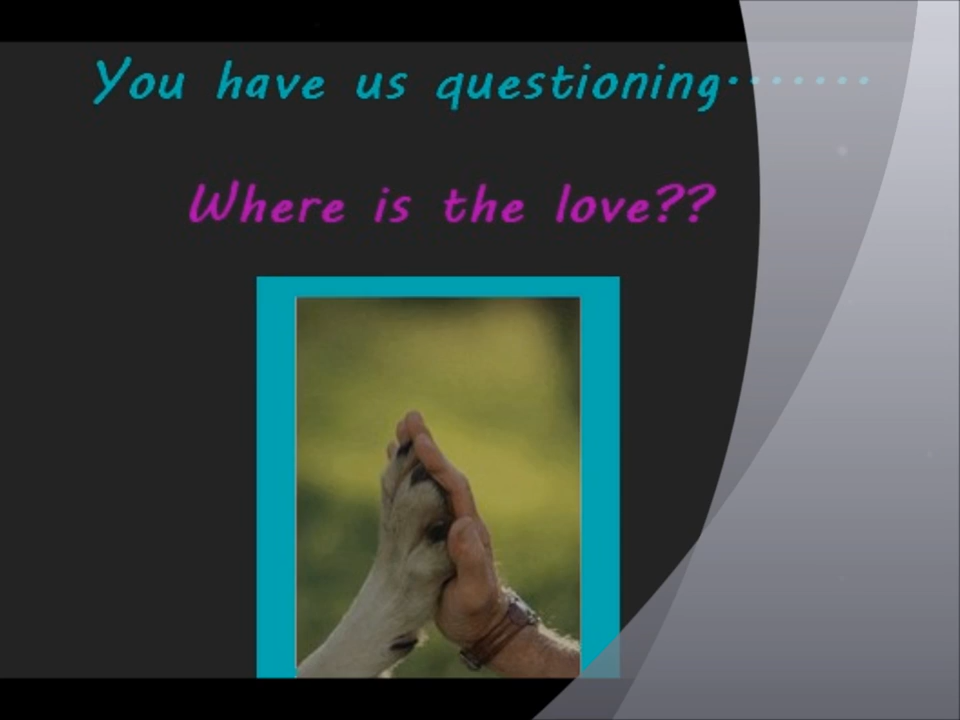 You have us questioning.......
Where is the love??